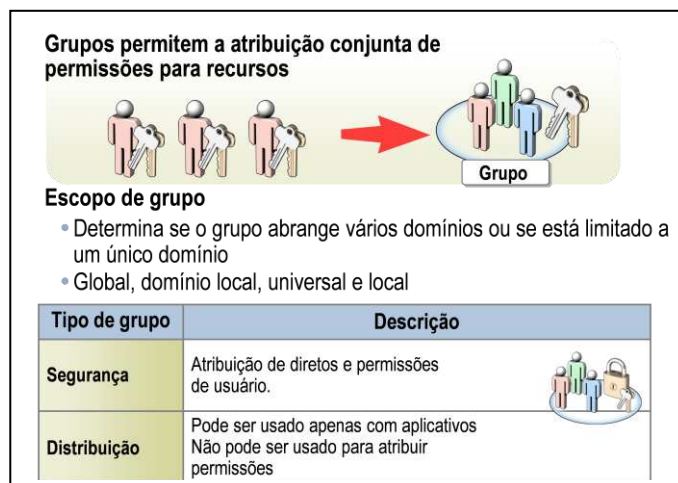 Grupos permitem a atribuição conjunta de
permissões para recursos
Grupo
Escopo de grupo
• Determina se o grupo abrange vários domínios ou se está limitado a
um único domínio
• Global, domínio local, universal e local
Tipo de grupo Descrição
Segurança
Atribuição de diretos e permissões
de usuário.
Distribuição
Pode ser usado apenas com aplicativos
Não pode ser usado para atribuir
permissões